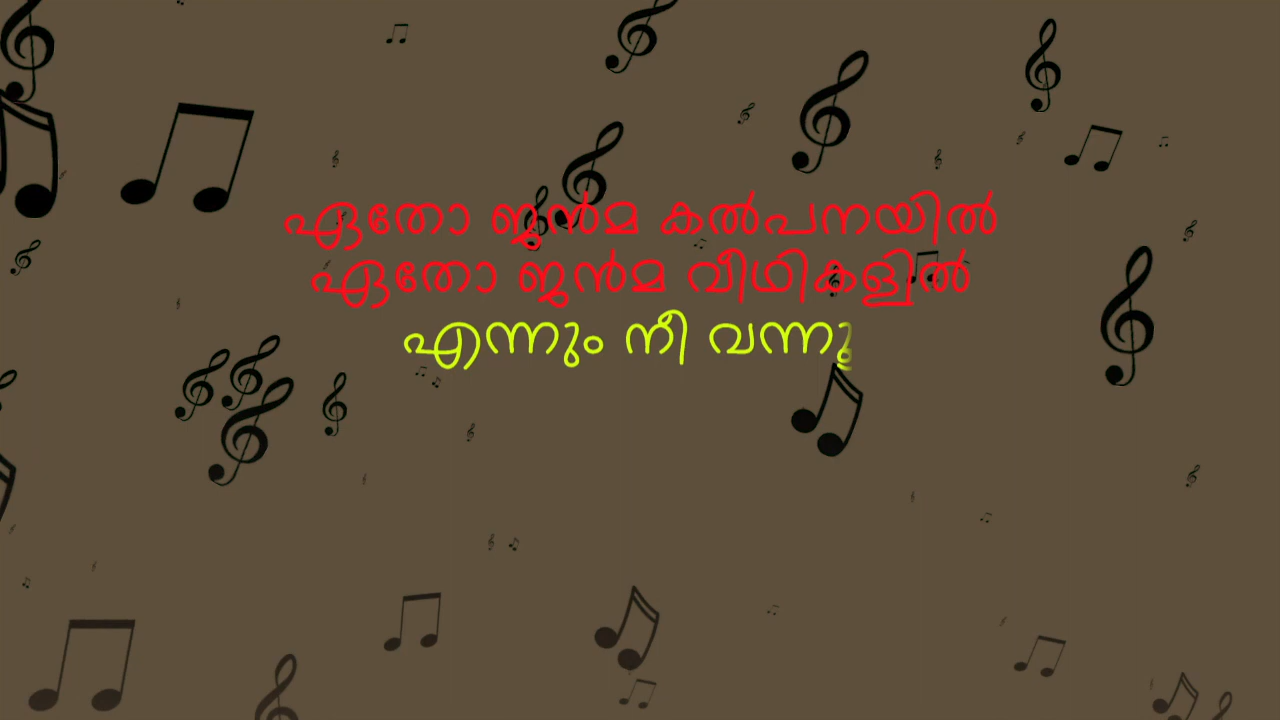 ഏതോ ജൻമ കൽപനയിൽ
ഏതോ ജൻമ വീഥികളിൽ
എന്നും നീ വന്നു